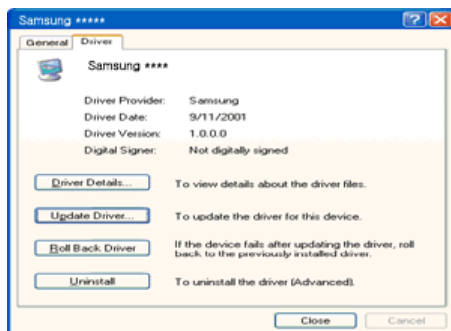 Samsung *****
General Driver
Samsung ****
Driver Provider: Samsung
Driver Date: 9/11/2001
Driver Version: 1.0.0.0
Digital Signer: Not digitally signed
Driver Details... To view details about the driver files.
Update Driver... To update the driver for this device.
Roll Back Driver If the device fails after updating the driver, roll
back to the previously installed driver.
Uninstall To uninstall the driver (Advanced).
Close Cancel